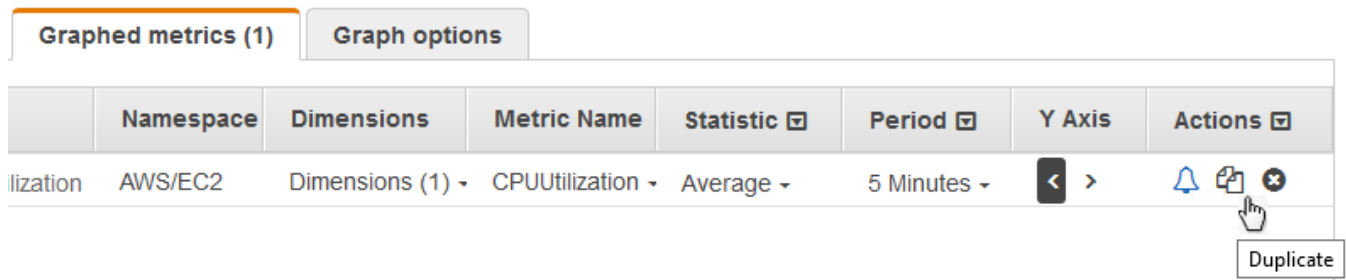 Graphed metrics (1) Graph options
Namespace Dimensions Metric Name Statistic Period Y Axis Actions
ilization AWS/EC2 Dimensions (1) CPUUtilization Average 5 Minutes < >
Duplicate